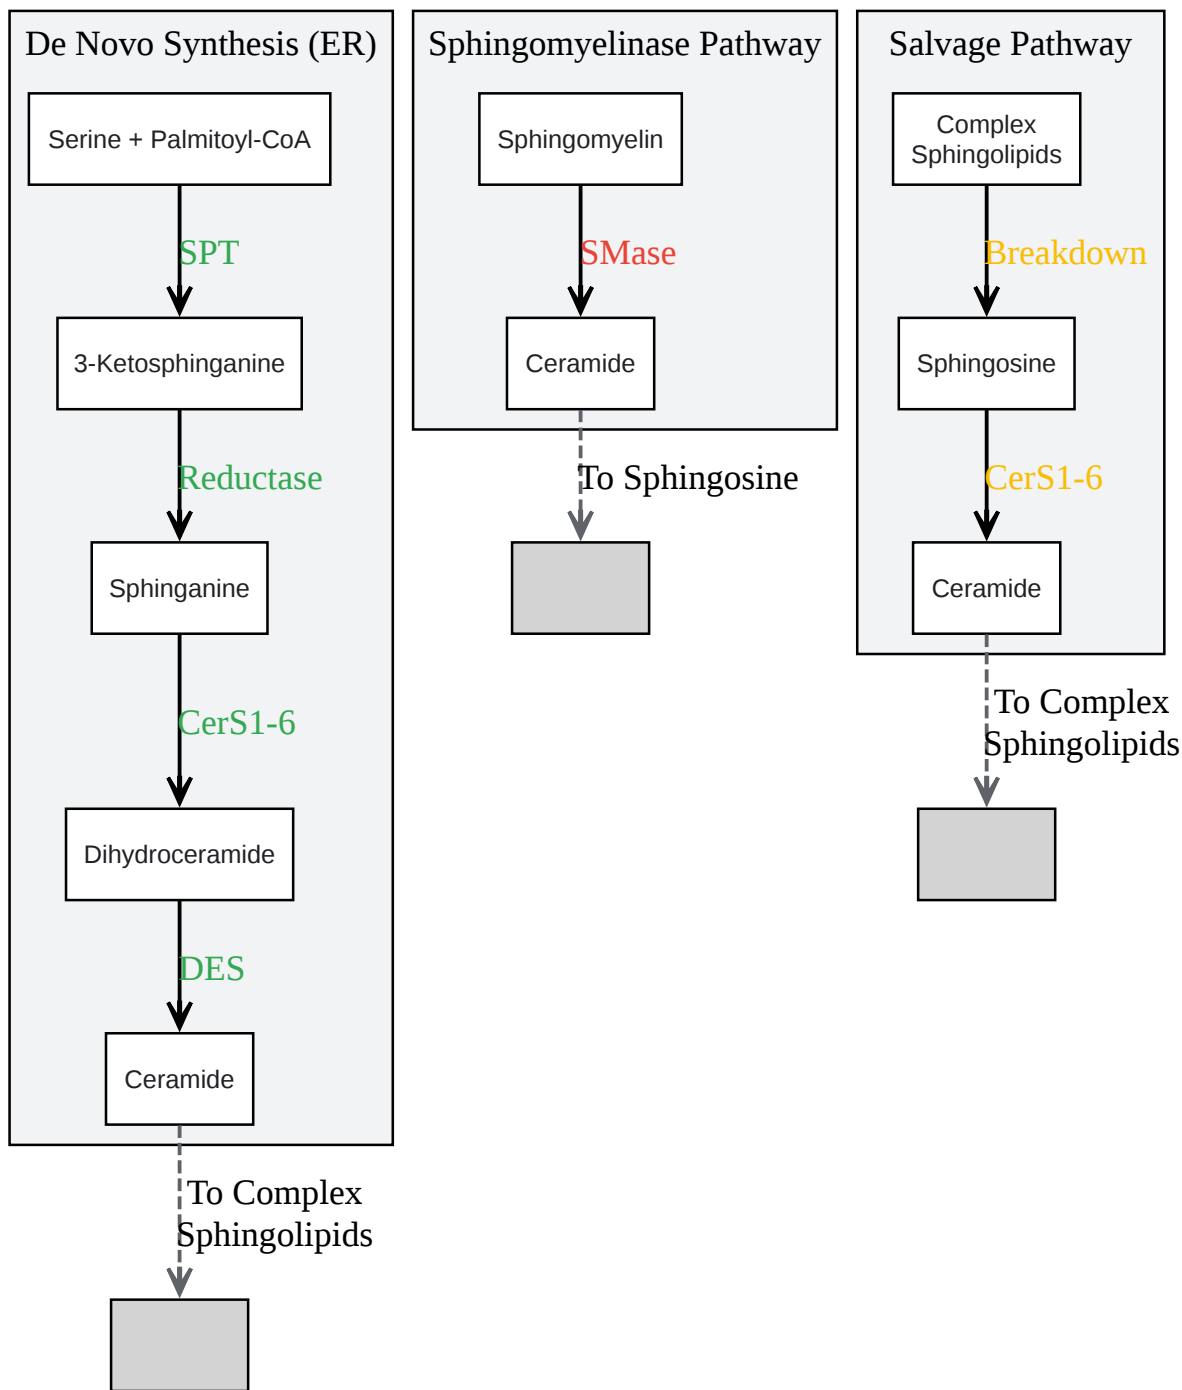 De Novo Synthesis (ER)
Serine + Palmitoyl-CoA
SPT
3-Ketosphinganine
Reductase
Sphinganine
CerS1-6
Dihydroceramide
DES
Ceramide
To Complex
Sphingolipids
Sphingomyelinase Pathway
Sphingomyelin
SMase
Ceramide
To Sphingosine
Salvage Pathway
Complex
Sphingolipids
Breakdown
Sphingosine
CerS1-6
Ceramide
To Complex
Sphingolipids